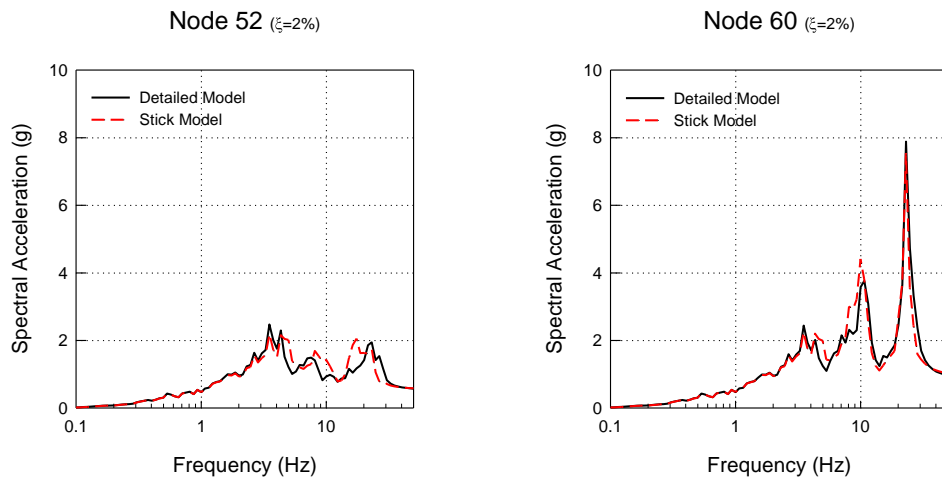 Node 52 (ξ=2%)
Spectral Acceleration (g)
10
8
6
4
2
0
Detailed Model
Stick Model
0.1 1 10
Frequency (Hz)
Node 60 (ξ=2%)
Spectral Acceleration (g)
10
8
6
4
2
0
Detailed Model
Stick Model
0.1 1 10
Frequency (Hz)